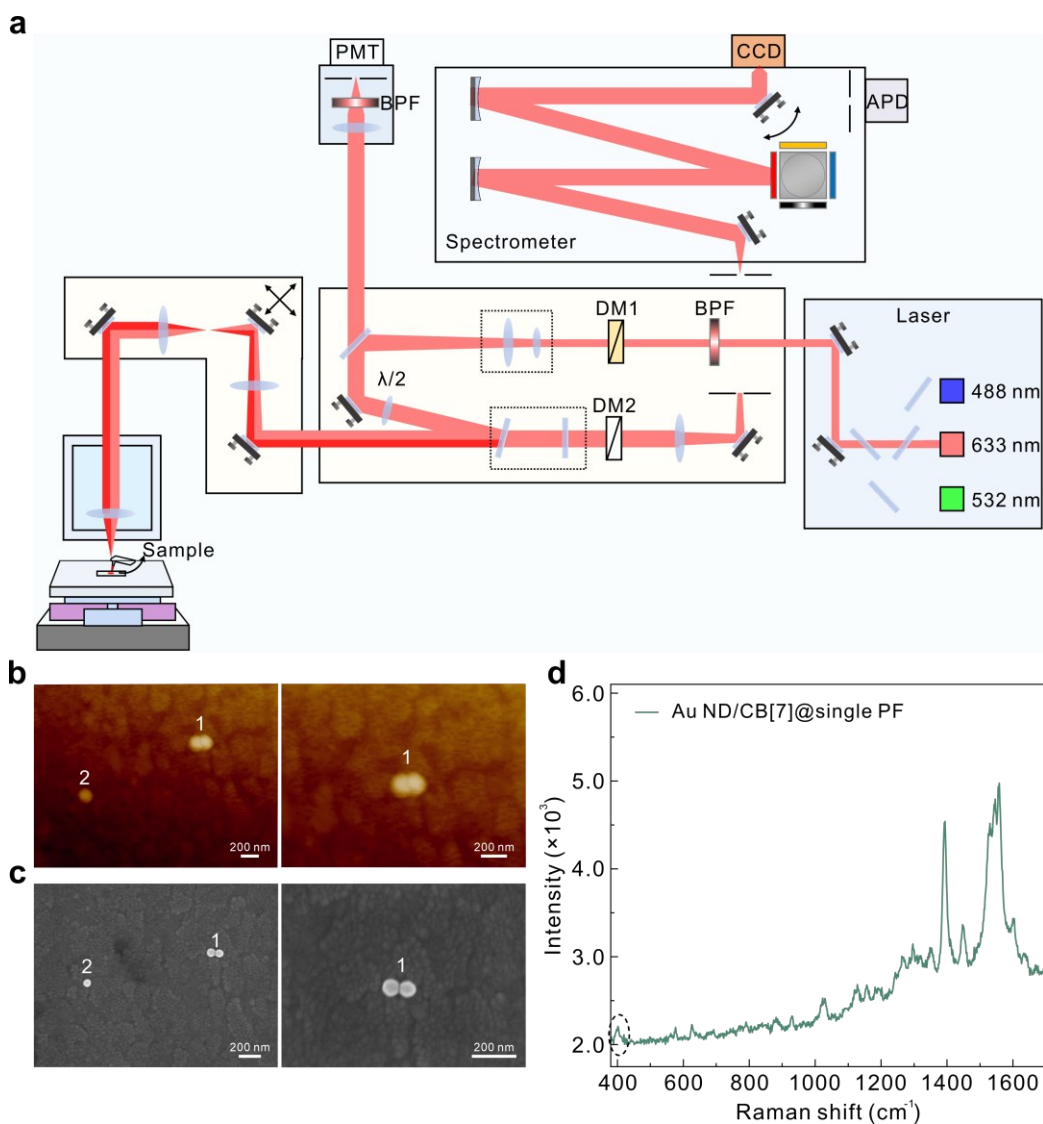 a
PMT
BPF
CCD
APD
Spectrometer
DM1
BPF
λ/2
DM2
Laser
488 nm
633 nm
532 nm
Sample
b
1
2
200 nm
1
200 nm
c
1
2
200 nm
1
200 nm
d
Au ND/CB[7]@single PF
Intensity (×10³)
6.0
5.0
4.0
3.0
2.0
400 600 800 1000 1200 1400 1600
Raman shift (cm⁻¹)